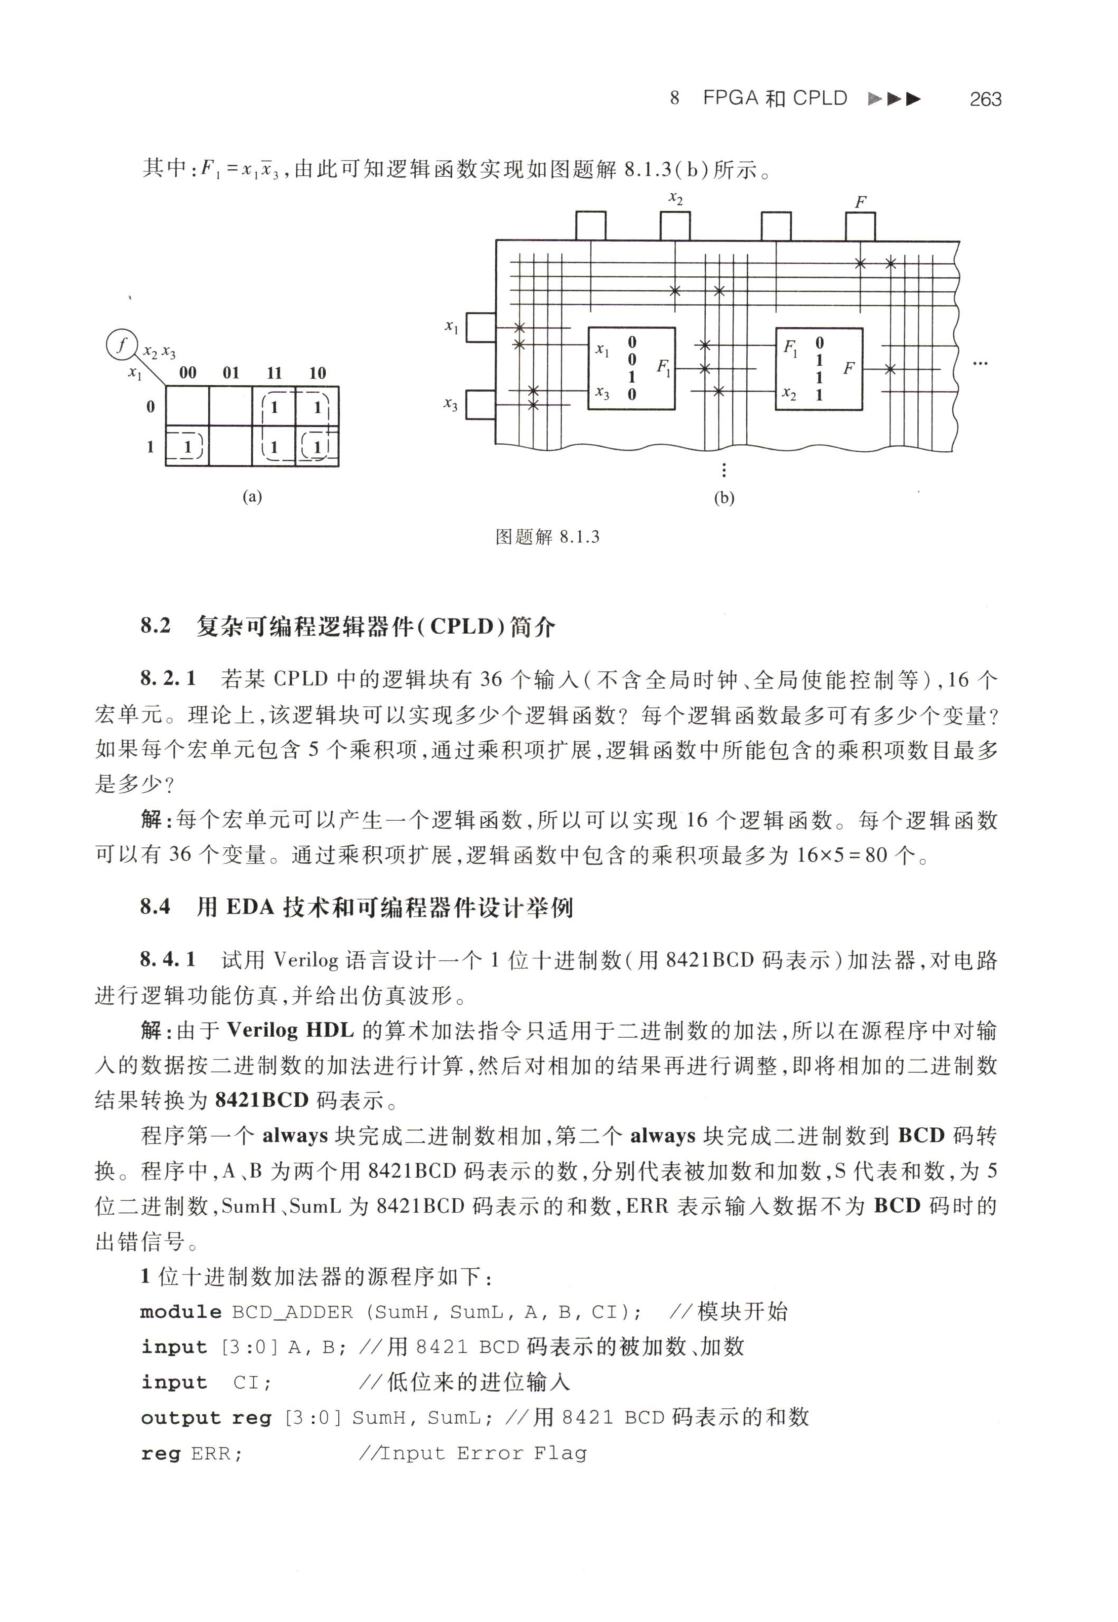 8 FPGA 和 CPLD ▶▶▶ 263
其中:F₁=x₁x̅₃,由此可知逻辑函数实现如图题解 8.1.3(b)所示。
x₂ F
f
x₂x₃
x₁
00 01 11 10
0 1 1
1 1 1 1
(a)
x₁
x₃
x₁ 0
0 F₁
1
x₃ 0
F₁ 0
1 F
1
x₂ 1
…
⋮
(b)
图题解 8.1.3
8.2 复杂可编程逻辑器件(CPLD)简介
8.2.1 若某 CPLD 中的逻辑块有 36 个输入(不含全局时钟、全局使能控制等),16 个
宏单元。理论上,该逻辑块可以实现多少个逻辑函数? 每个逻辑函数最多可有多少个变量?
如果每个宏单元包含 5 个乘积项,通过乘积项扩展,逻辑函数中所能包含的乘积项数目最多
是多少?
解:每个宏单元可以产生一个逻辑函数,所以可以实现 16 个逻辑函数。每个逻辑函数
可以有 36 个变量。通过乘积项扩展,逻辑函数中包含的乘积项最多为 16×5=80 个。
8.4 用 EDA 技术和可编程器件设计举例
8.4.1 试用 Verilog 语言设计一个 1 位十进制数(用 8421BCD 码表示)加法器,对电路
进行逻辑功能仿真,并给出仿真波形。
解:由于 Verilog HDL 的算术加法指令只适用于二进制数的加法,所以在源程序中对输
入的数据按二进制数的加法进行计算,然后对相加的结果再进行调整,即将相加的二进制数
结果转换为 8421BCD 码表示。
程序第一个 always 块完成二进制数相加,第二个 always 块完成二进制数到 BCD 码转
换。程序中,A、B 为两个用 8421BCD 码表示的数,分别代表被加数和加数,S 代表和数,为 5
位二进制数,SumH、SumL 为 8421BCD 码表示的和数,ERR 表示输入数据不为 BCD 码时的
出错信号。
1 位十进制数加法器的源程序如下:
module BCD_ADDER (SumH, SumL, A, B, CI); //模块开始
input [3:0] A, B; //用 8421 BCD 码表示的被加数、加数
input CI; //低位来的进位输入
output reg [3:0] SumH, SumL; //用 8421 BCD 码表示的和数
reg ERR; //Input Error Flag